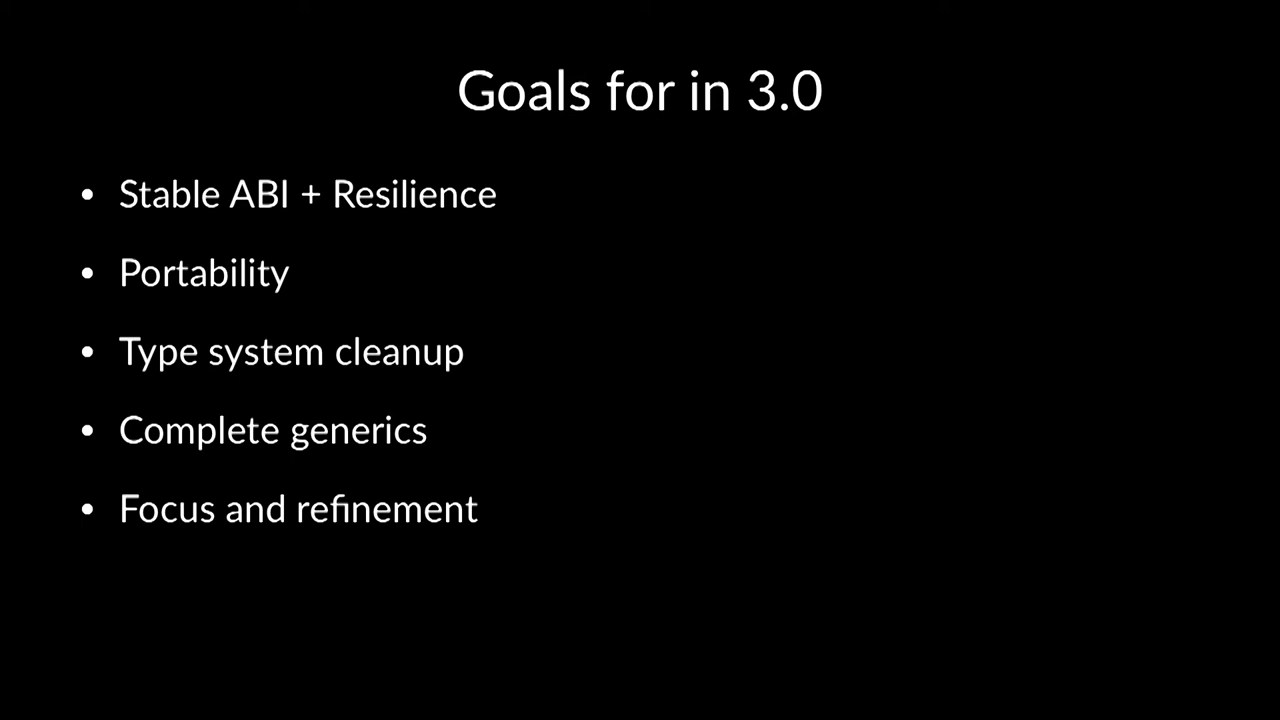 Goals for in 3.0
• Stable ABI + Resilience
• Portability
• Type system cleanup
• Complete generics
• Focus and refinement